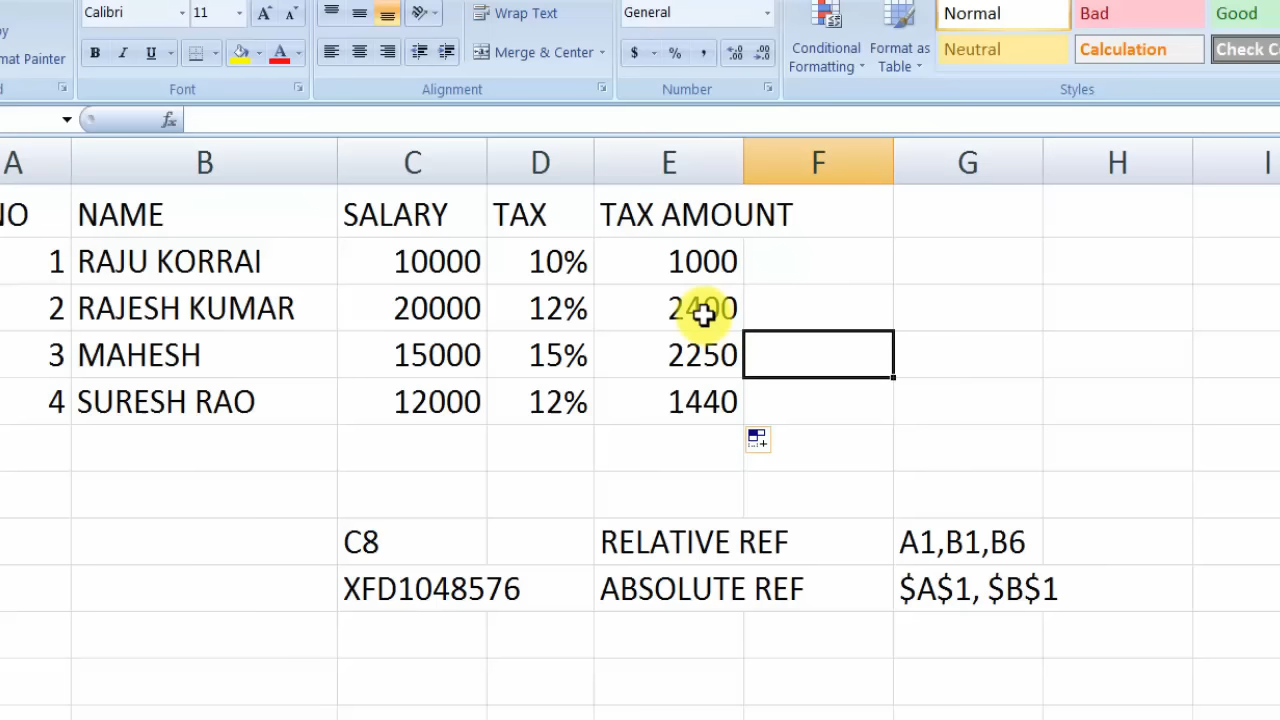 Calibri 11 A A Wrap Text General Normal Bad Good
mat Painter B I U Merge & Center $ % , Conditional Formatting Format as Table Neutral Calculation Check C
Font Alignment Number Styles
fx
A B C D E F G H I
NO NAME SALARY TAX TAX AMOUNT
1 RAJU KORRAI 10000 10% 1000
2 RAJESH KUMAR 20000 12% 2400
3 MAHESH 15000 15% 2250
4 SURESH RAO 12000 12% 1440
C8 RELATIVE REF A1,B1,B6
XFD1048576 ABSOLUTE REF $A$1, $B$1